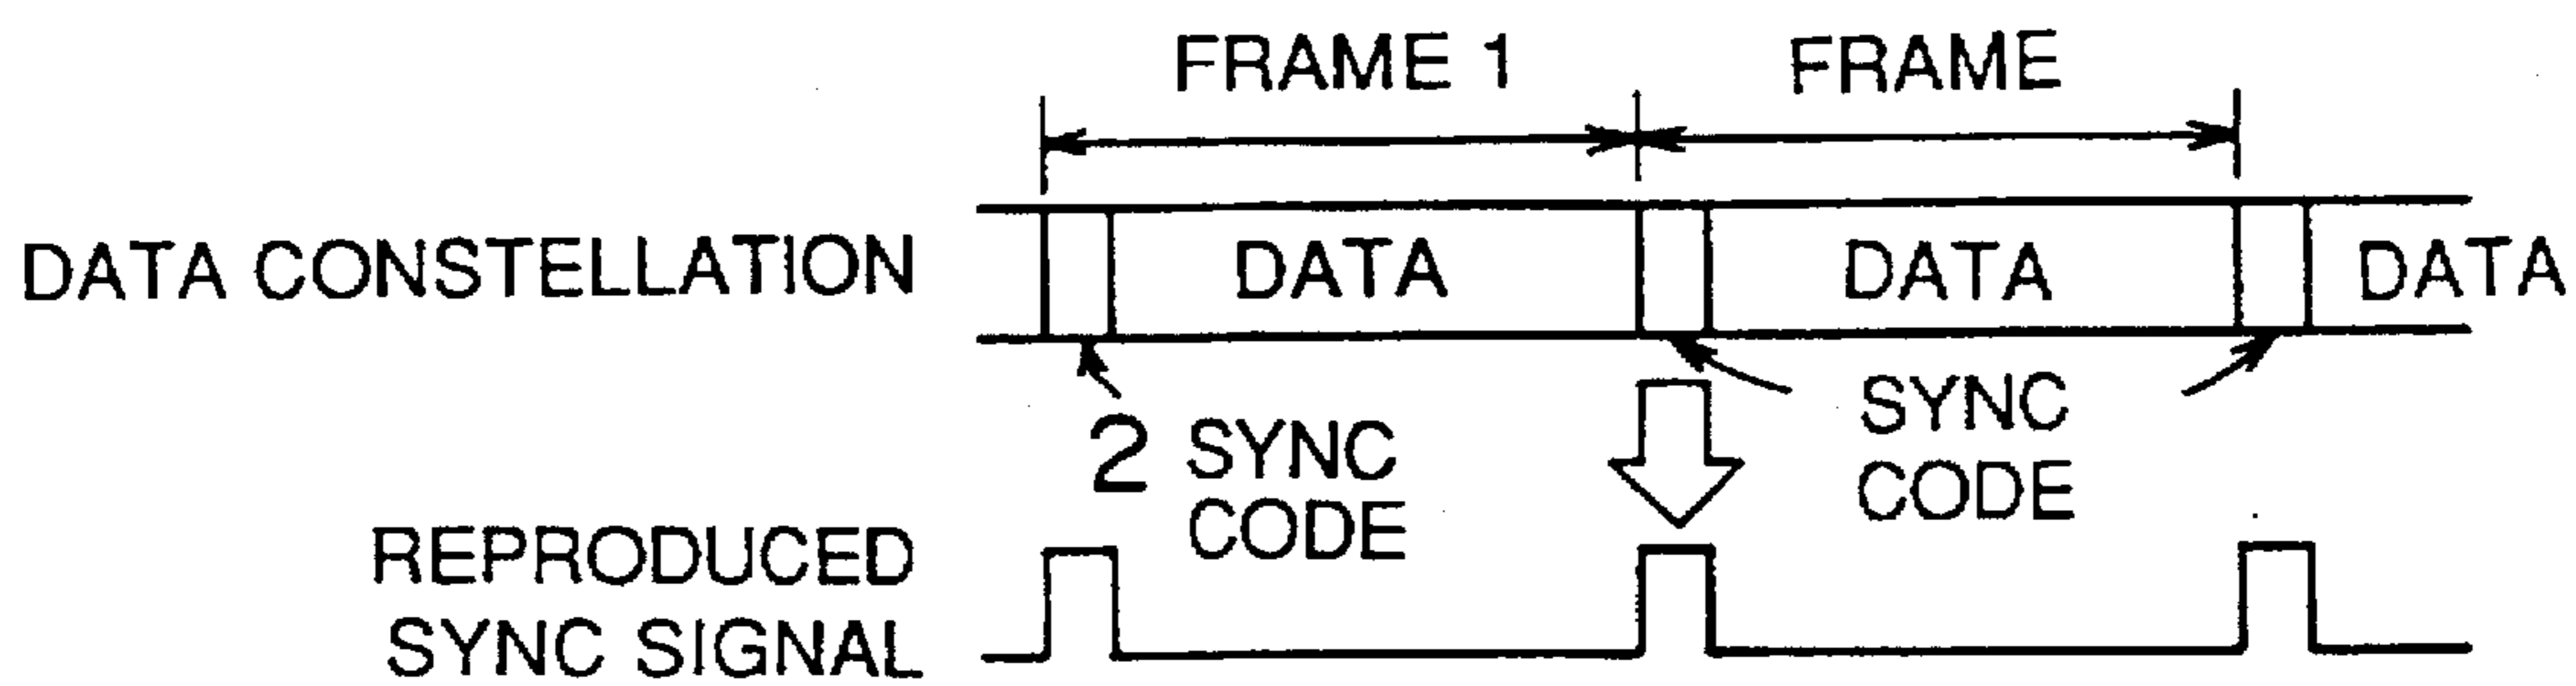 FRAME 1 FRAME
DATA CONSTELLATION DATA DATA DATA
2 SYNC
CODE
SYNC
CODE
REPRODUCED
SYNC SIGNAL